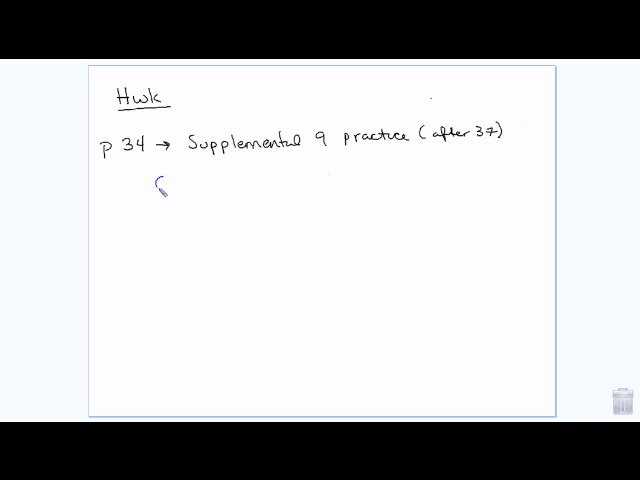 Hwk
p 34 → Supplemental 9 practice (after 37)